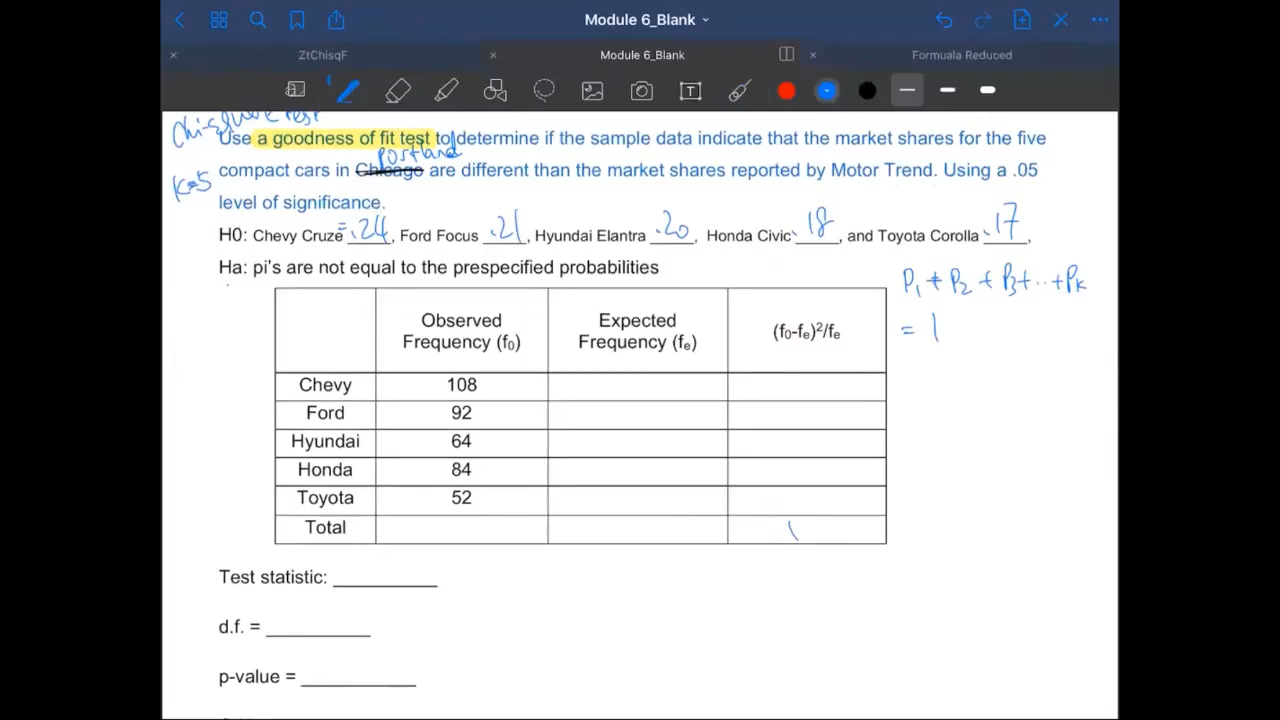 Module 6_Blank
ZtChisqF
Module 6_Blank
Formuala Reduced
Chi-square test
Use a goodness of fit test to determine if the sample data indicate that the market shares for the five
Portland
K=5
compact cars in Chicago are different than the market shares reported by Motor Trend. Using a .05
level of significance.
H0: Chevy Cruze = .24, Ford Focus .21, Hyundai Elantra .20 Honda Civic .18, and Toyota Corolla .17,
Ha: pi's are not equal to the prespecified probabilities
P1 + P2 + P3 + .. + PK
= 1
Observed Frequency (f0) Expected Frequency (fe) (f0-fe)²/fe
Chevy 108
Ford 92
Hyundai 64
Honda 84
Toyota 52
Total
Test statistic: __________
d.f. = __________
p-value = __________